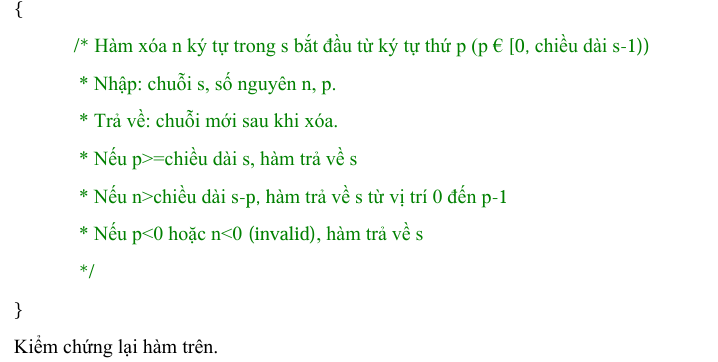 {
/* Hàm xóa n ký tự trong s bắt đầu từ ký tự thứ p (p € [0, chiều dài s-1))
* Nhập: chuỗi s, số nguyên n, p.
* Trả về: chuỗi mới sau khi xóa.
* Nếu p>=chiều dài s, hàm trả về s
* Nếu n>chiều dài s-p, hàm trả về s từ vị trí 0 đến p-1
* Nếu p<0 hoặc n<0 (invalid), hàm trả về s
*/
}
Kiểm chứng lại hàm trên.